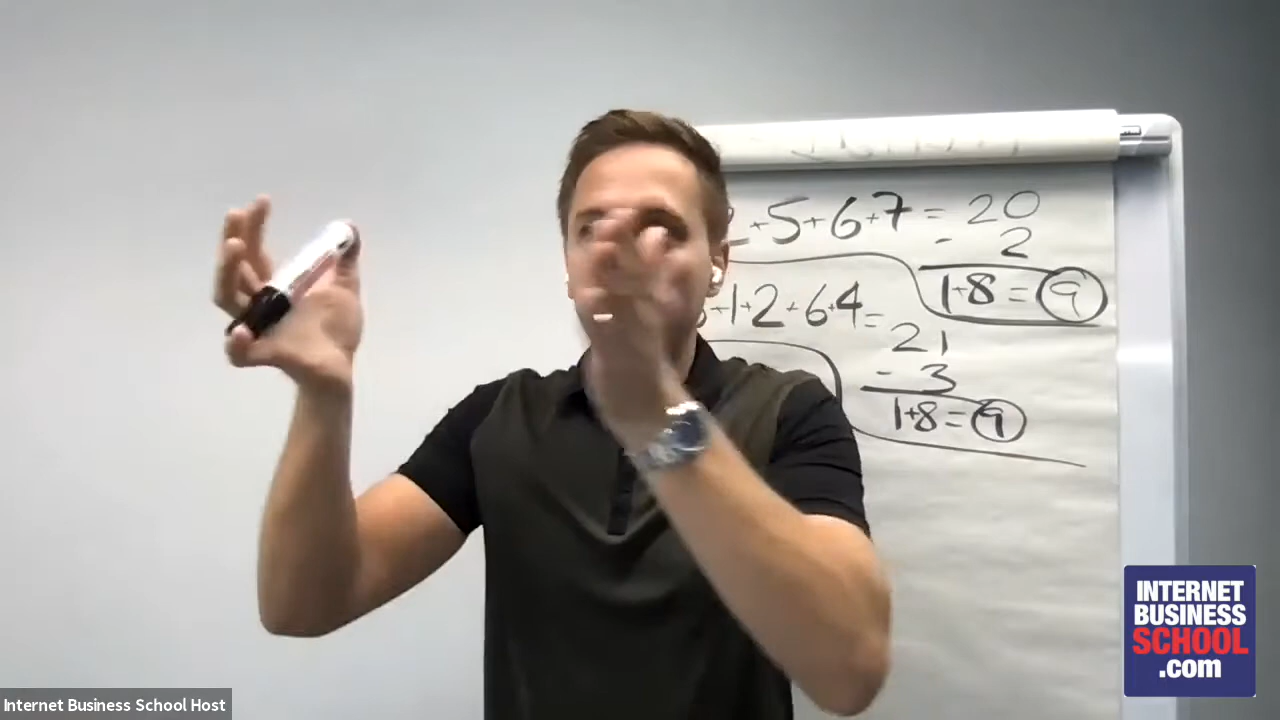 2+5+6+7 = 20
- 2
1+8 = 9
+1+2+6+4 =
21
- 3
1+8 = 9
INTERNET
BUSINESS
SCHOOL
.com
Internet Business School Host